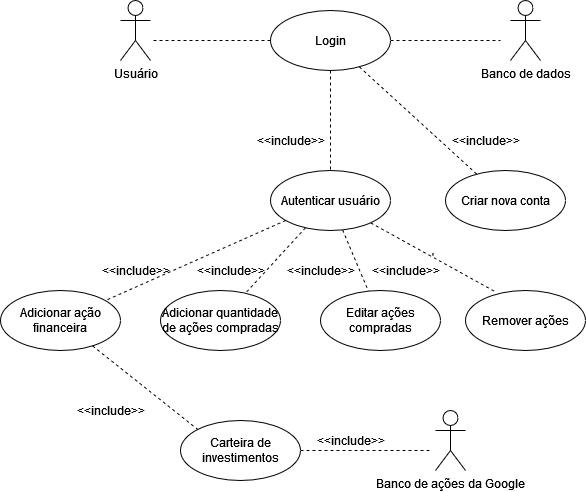 Login
Usuário
Banco de dados
<<include>>
<<include>>
Autenticar usuário
Criar nova conta
<<include>>
<<include>>
<<include>>
<<include>>
Adicionar ação
financeira
Adicionar quantidade
de ações compradas
Editar ações
compradas
Remover ações
<<include>>
Carteira de
investimentos
<<include>>
Banco de ações da Google